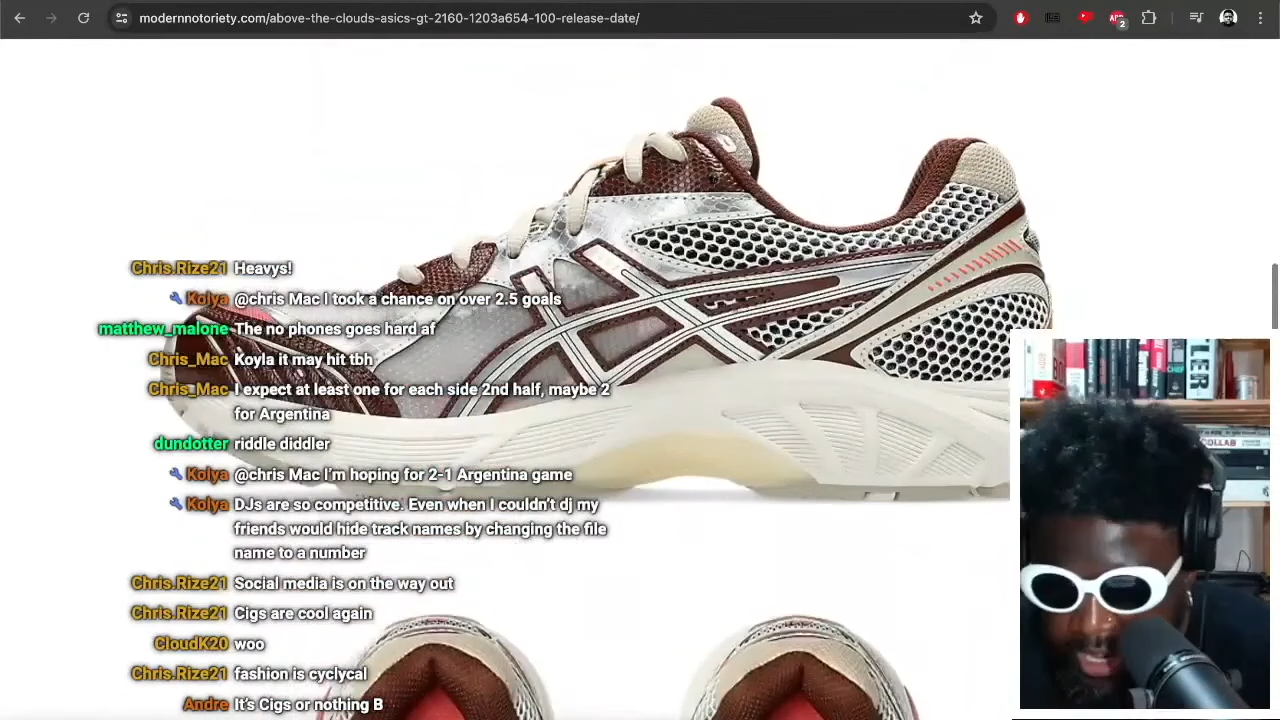 modernnotoriety.com/above-the-clouds-asics-gt-2160-1203a654-100-release-date/
2
Chris.Rize21 Heavys!
Kolya @chris Mac I took a chance on over 2.5 goals
matthew_malone The no phones goes hard af
Chris_Mac Koyla it may hit tbh
Chris_Mac I expect at least one for each side 2nd half, maybe 2
for Argentina
dundotter riddle diddler
Kolya @chris Mac I'm hoping for 2-1 Argentina game
Kolya DJs are so competitive. Even when I couldn't dj my
friends would hide track names by changing the file
name to a number
Chris.Rize21 Social media is on the way out
Chris.Rize21 Cigs are cool again
CloudK20 woo
Chris.Rize21 fashion is cyclycal
Andre It's Cigs or nothing B
COLLAB